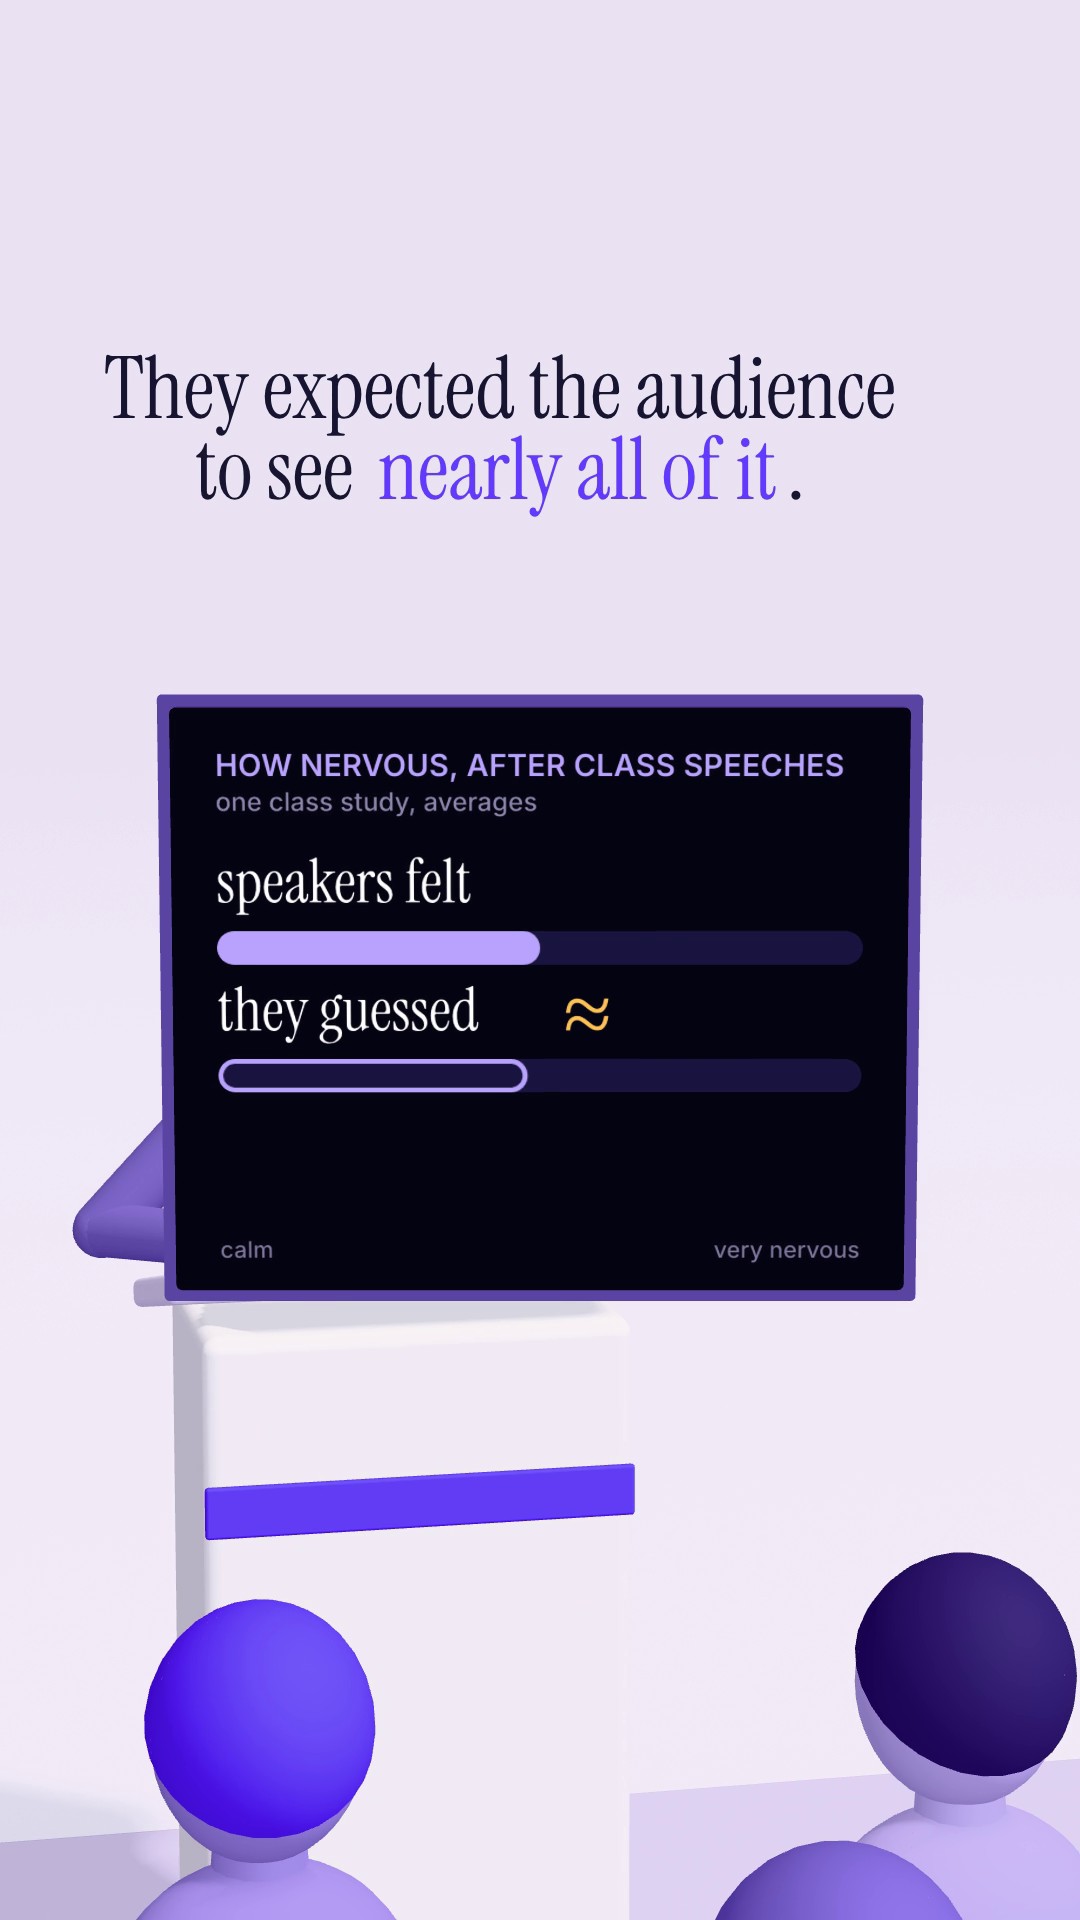 They expected the audience
to see nearly all of it.
HOW NERVOUS, AFTER CLASS SPEECHES
one class study, averages
speakers felt
they guessed ≈
calm very nervous